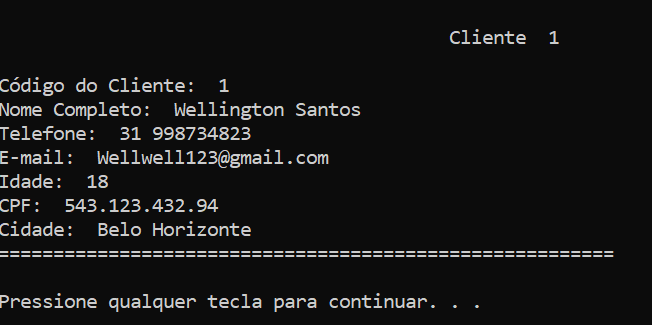 Cliente  1
Código do Cliente:  1
Nome Completo:  Wellington Santos
Telefone:  31 998734823
E-mail:  Wellwell123@gmail.com
Idade:  18
CPF:  543.123.432.94
Cidade:  Belo Horizonte
========================================================
Pressione qualquer tecla para continuar. . .